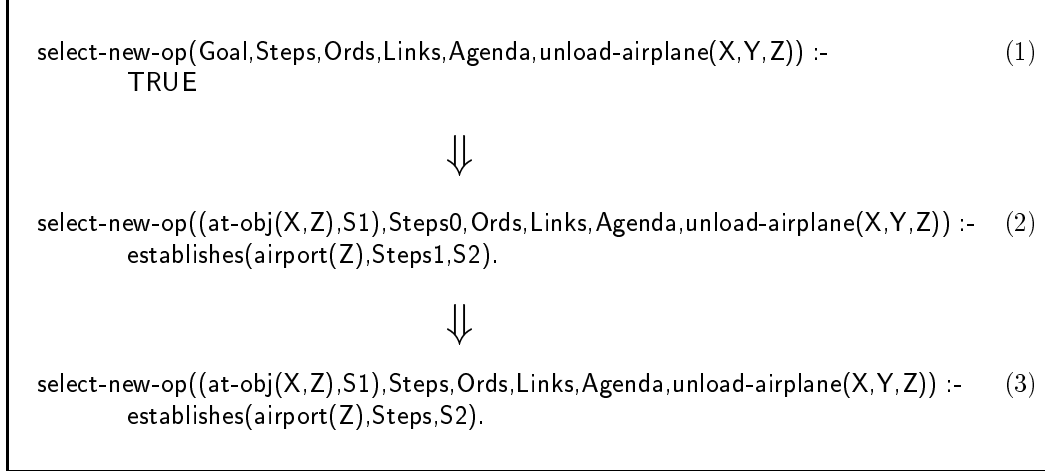 select-new-op(Goal,Steps,Ords,Links,Agenda,unload-airplane(X,Y,Z)) :- (1)
TRUE
⇓
select-new-op((at-obj(X,Z),S1),Steps0,Ords,Links,Agenda,unload-airplane(X,Y,Z)) :- (2)
establishes(airport(Z),Steps1,S2).
⇓
select-new-op((at-obj(X,Z),S1),Steps,Ords,Links,Agenda,unload-airplane(X,Y,Z)) :- (3)
establishes(airport(Z),Steps,S2).